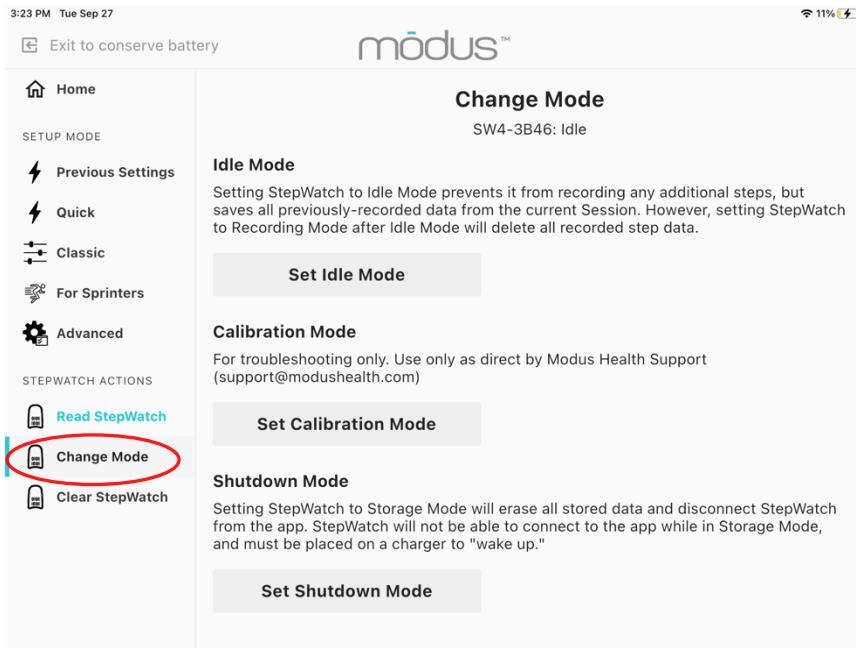 3:23 PM Tue Sep 27
11%
Exit to conserve battery
mōdus™
Home
SETUP MODE
Previous Settings
Quick
Classic
For Sprinters
Advanced
STEPWATCH ACTIONS
Read StepWatch
Change Mode
Clear StepWatch
Change Mode
SW4-3B46: Idle
Idle Mode
Setting StepWatch to Idle Mode prevents it from recording any additional steps, but
saves all previously-recorded data from the current Session. However, setting StepWatch
to Recording Mode after Idle Mode will delete all recorded step data.
Set Idle Mode
Calibration Mode
For troubleshooting only. Use only as direct by Modus Health Support
(support@modushealth.com)
Set Calibration Mode
Shutdown Mode
Setting StepWatch to Storage Mode will erase all stored data and disconnect StepWatch
from the app. StepWatch will not be able to connect to the app while in Storage Mode,
and must be placed on a charger to "wake up."
Set Shutdown Mode